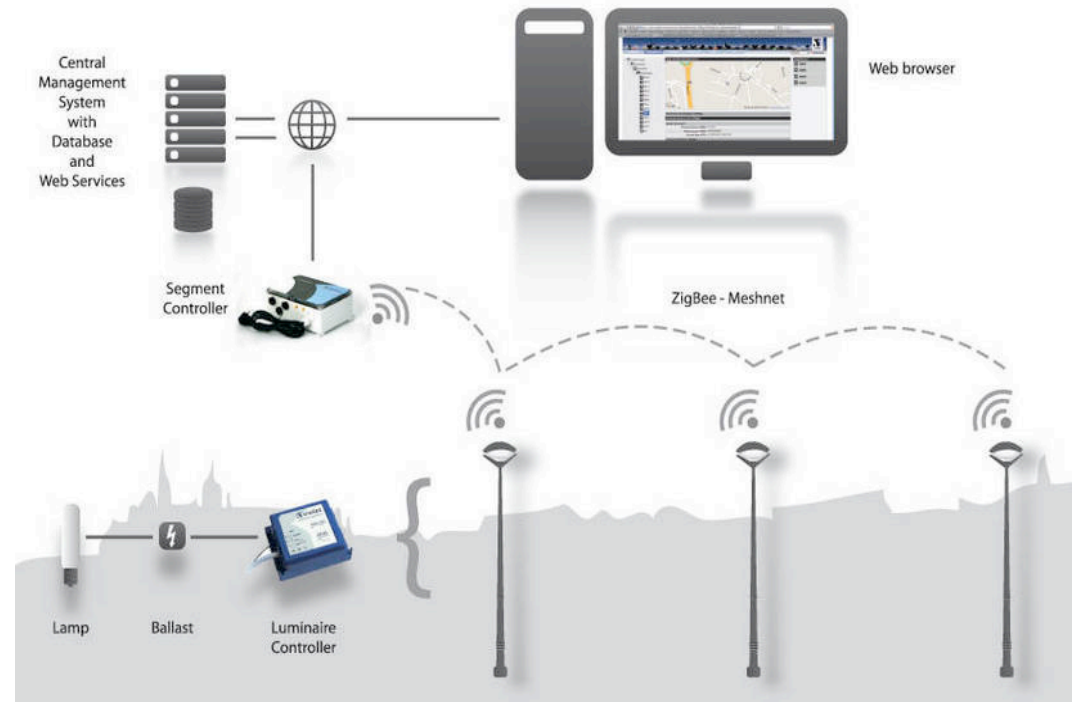 Central
Management
System
with
Database
and
Web Services
Web browser
Segment
Controller
ZigBee - Meshnet
Lamp
Ballast
Luminaire
Controller